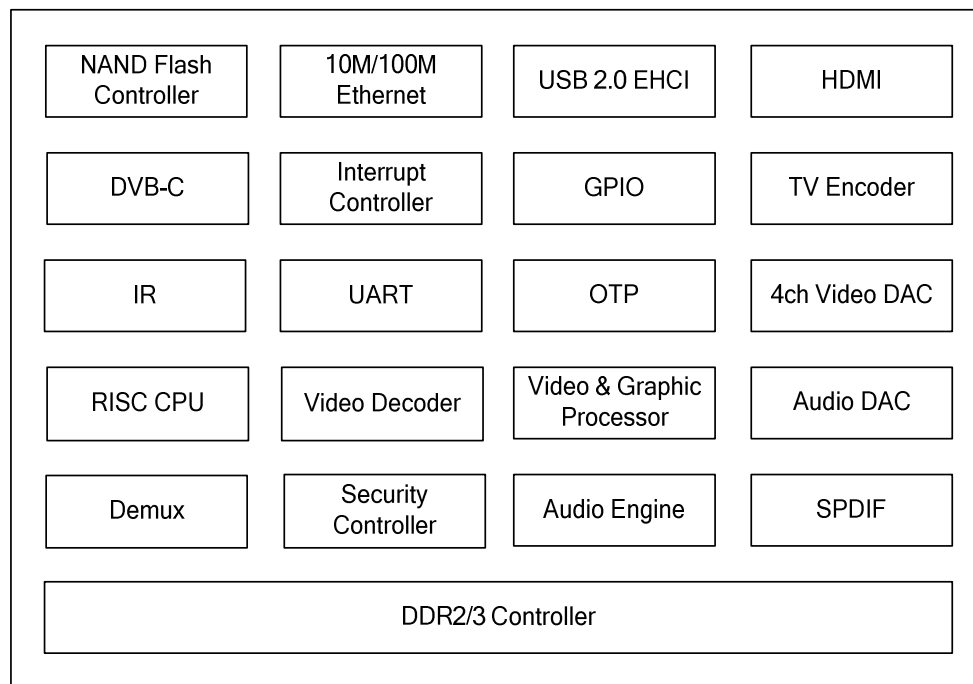 NAND Flash
Controller
10M/100M
Ethernet
USB 2.0 EHCI
HDMI
DVB-C
Interrupt
Controller
GPIO
TV Encoder
IR
UART
OTP
4ch Video DAC
RISC CPU
Video Decoder
Video & Graphic
Processor
Audio DAC
Demux
Security
Controller
Audio Engine
SPDIF
DDR2/3 Controller